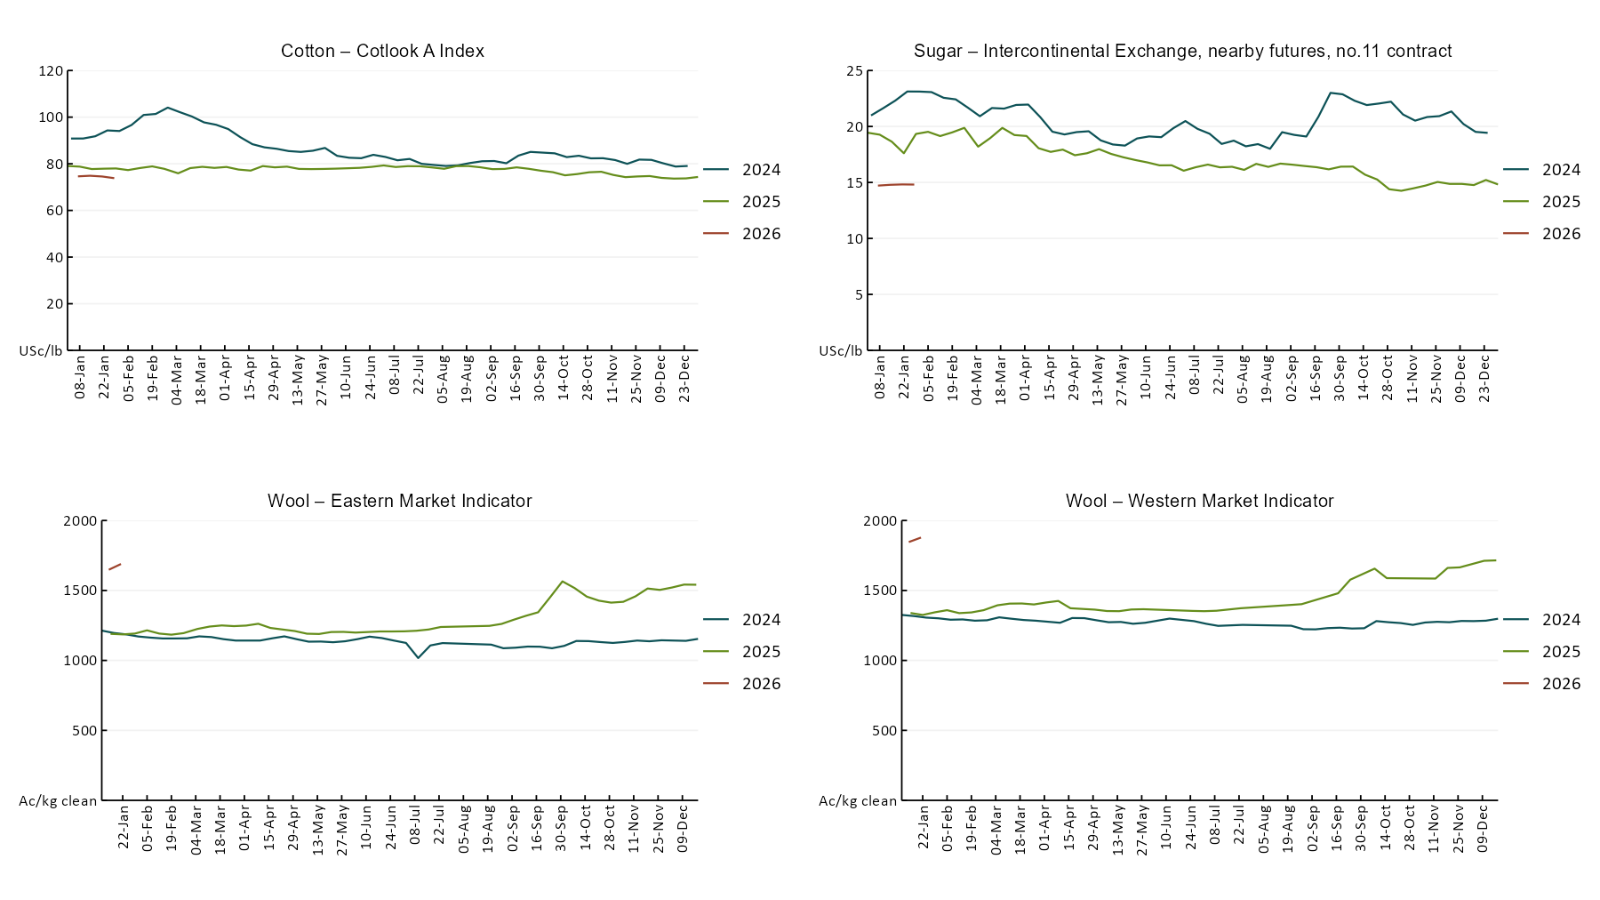 Cotton – Cotlook A Index
120
100
80
60
40
20
USc/lb
08-Jan
22-Jan
05-Feb
19-Feb
04-Mar
18-Mar
01-Apr
15-Apr
29-Apr
13-May
27-May
10-Jun
24-Jun
08-Jul
22-Jul
05-Aug
19-Aug
02-Sep
16-Sep
30-Sep
14-Oct
28-Oct
11-Nov
25-Nov
09-Dec
23-Dec
2024
2025
2026
Sugar – Intercontinental Exchange, nearby futures, no.11 contract
25
20
15
10
5
USc/lb
08-Jan
22-Jan
05-Feb
19-Feb
04-Mar
18-Mar
01-Apr
15-Apr
29-Apr
13-May
27-May
10-Jun
24-Jun
08-Jul
22-Jul
05-Aug
19-Aug
02-Sep
16-Sep
30-Sep
14-Oct
28-Oct
11-Nov
25-Nov
09-Dec
23-Dec
2024
2025
2026
Wool – Eastern Market Indicator
2000
1500
1000
500
Ac/kg clean
22-Jan
05-Feb
19-Feb
04-Mar
18-Mar
01-Apr
15-Apr
29-Apr
13-May
27-May
10-Jun
24-Jun
08-Jul
22-Jul
05-Aug
19-Aug
02-Sep
16-Sep
30-Sep
14-Oct
28-Oct
11-Nov
25-Nov
09-Dec
2024
2025
2026
Wool – Western Market Indicator
2000
1500
1000
500
Ac/kg clean
22-Jan
05-Feb
19-Feb
04-Mar
18-Mar
01-Apr
15-Apr
29-Apr
13-May
27-May
10-Jun
24-Jun
08-Jul
22-Jul
05-Aug
19-Aug
02-Sep
16-Sep
30-Sep
14-Oct
28-Oct
11-Nov
25-Nov
09-Dec
2024
2025
2026